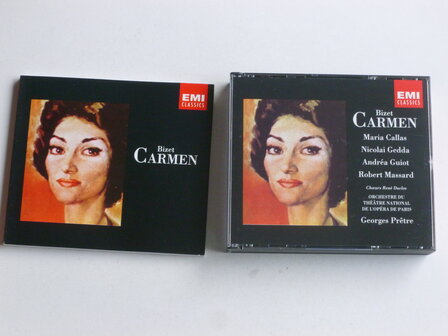 EMI
CLASSICS
Bizet
CARMEN
EMI
CLASSICS
Bizet
CARMEN
Maria Callas
Nicolai Gedda
Andréa Guiot
Robert Massard
Chœurs René Duclos
ORCHESTRE DU
THÉÂTRE NATIONAL
DE L'OPÉRA DE PARIS
Georges Prêtre